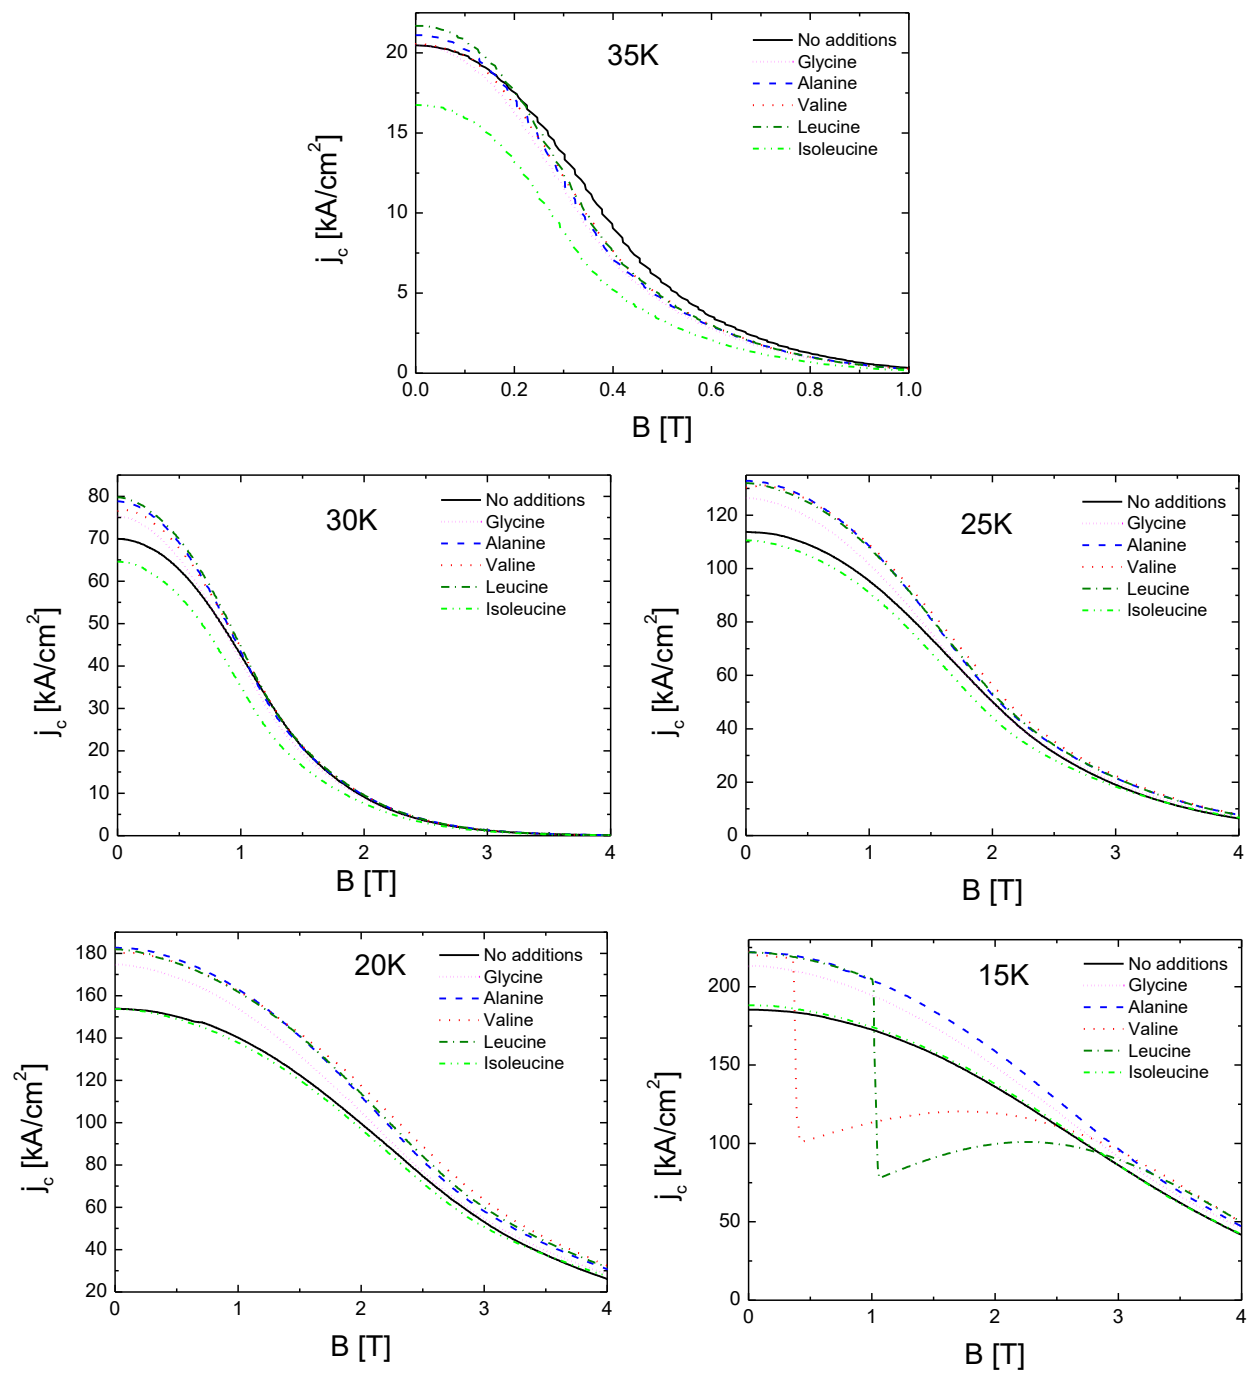 35K
No additions
Glycine
Alanine
Valine
Leucine
Isoleucine
20
15
10
5
0
j_c [kA/cm²]
0.0 0.2 0.4 0.6 0.8 1.0
B [T]
30K
No additions
Glycine
Alanine
Valine
Leucine
Isoleucine
80
70
60
50
40
30
20
10
0
j_c [kA/cm²]
0 1 2 3 4
B [T]
25K
No additions
Glycine
Alanine
Valine
Leucine
Isoleucine
120
100
80
60
40
20
0
j_c [kA/cm²]
0 1 2 3 4
B [T]
20K
No additions
Glycine
Alanine
Valine
Leucine
Isoleucine
180
160
140
120
100
80
60
40
20
j_c [kA/cm²]
0 1 2 3 4
B [T]
15K
No additions
Glycine
Alanine
Valine
Leucine
Isoleucine
200
150
100
50
0
j_c [kA/cm²]
0 1 2 3 4
B [T]